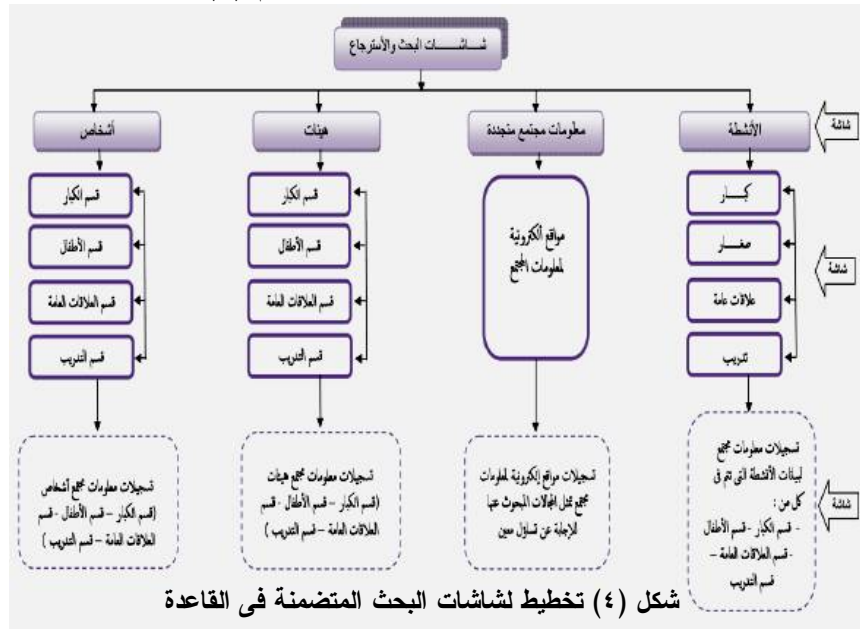 شاشات البحث والأسترجاع
شاشة
الأنشطة
معلومات مجتمع متجددة
هيئات
أشخاص
شاشة
كبار
صغار
علاقات عامة
تدريب
مواقع ألكترونية
لمعلومات المجتمع
قسم الكبار
قسم الأطفال
قسم العلاقات العامة
قسم التدريب
قسم الكبار
قسم الأطفال
قسم العلاقات العامة
قسم التدريب
شاشة
تسجيلات معلومات مجتمع
لبيانات الأنشطة التى تتم فى
كل من :
- قسم الكبار - قسم الأطفال
- قسم العلاقات العامة –
قسم التدريب
تسجيلات مواقع إلكترونية لمعلومات
مجتمع تمثل المجالات المبحوث عنها
للإجابة عن تساؤل معين
تسجيلات معلومات مجتمع هيئات
(قسم الكبار – قسم الأطفال - قسم
العلاقات العامة – قسم التدريب )
تسجيلات معلومات مجتمع أشخاص
(قسم الكبار – قسم الأطفال - قسم
العلاقات العامة – قسم التدريب )
شكل (٤) تخطيط لشاشات البحث المتضمنة فى القاعدة